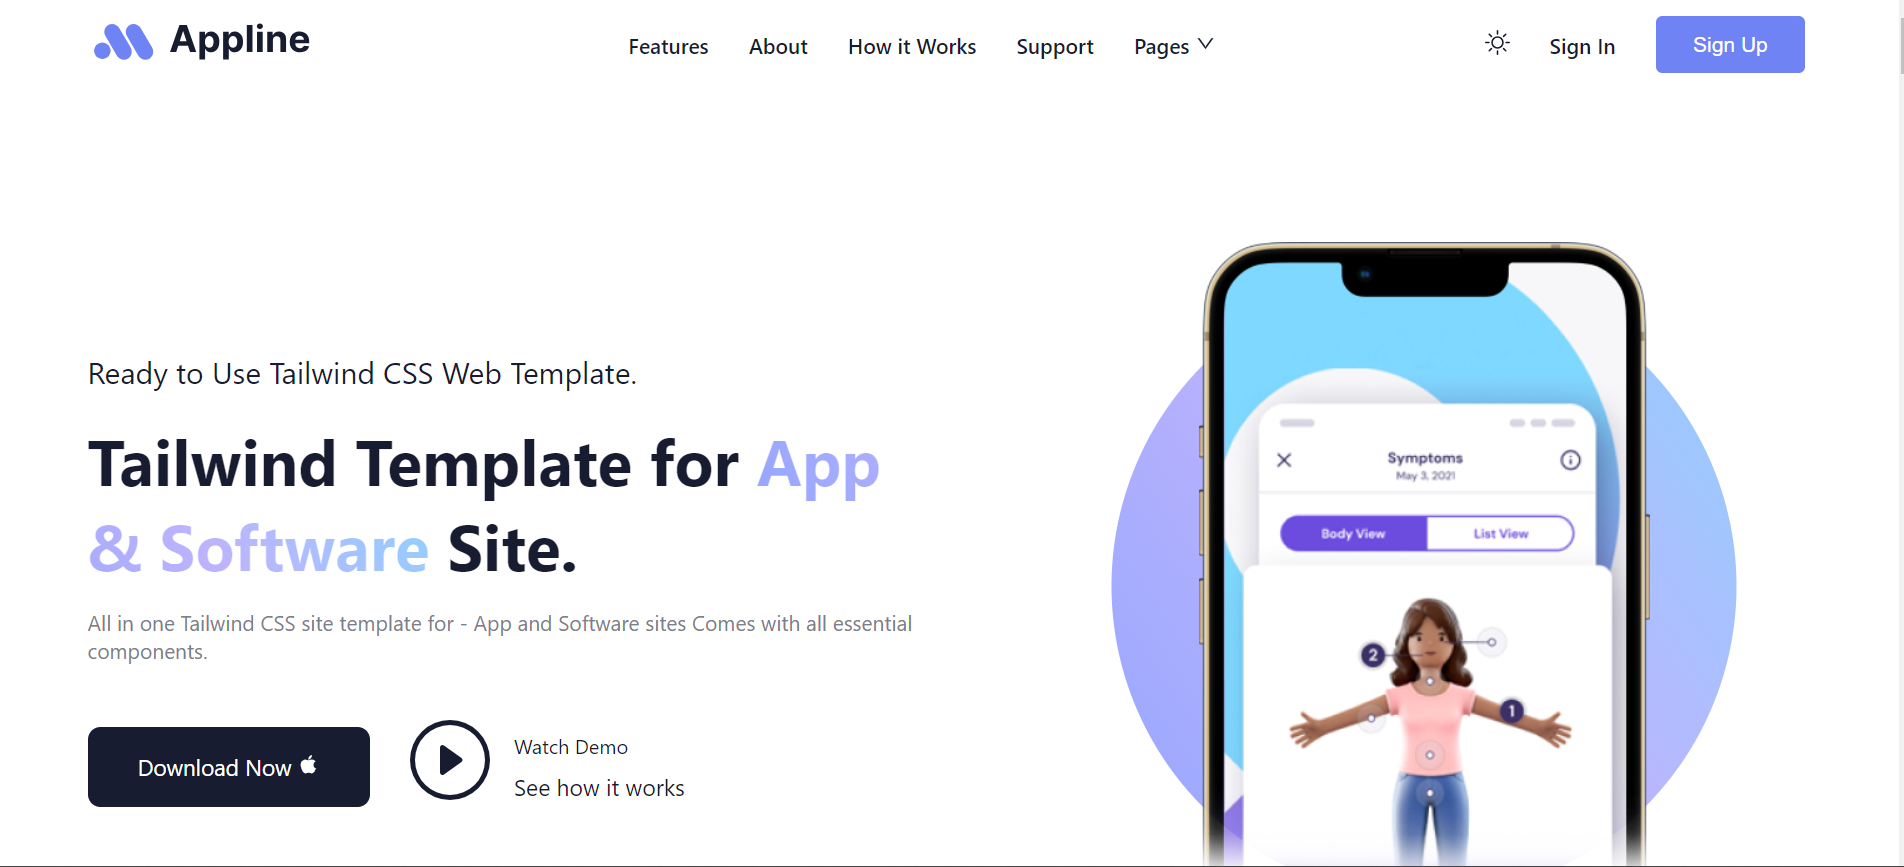 Appline
Features
About
How it Works
Support
Pages
Sign In
Sign Up
Ready to Use Tailwind CSS Web Template.
Tailwind Template for App
& Software Site.
All in one Tailwind CSS site template for - App and Software sites Comes with all essential
components.
Download Now
Watch Demo
See how it works
Symptoms
May 3, 2021
Body View
List View
2
1